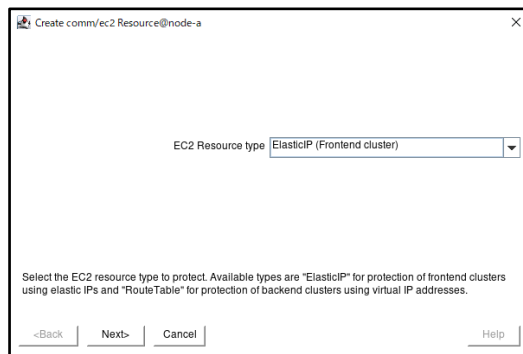 Create comm/ec2 Resource@node-a
EC2 Resource type ElasticIP (Frontend cluster)
Select the EC2 resource type to protect. Available types are "ElasticIP" for protection of frontend clusters
using elastic IPs and "RouteTable" for protection of backend clusters using virtual IP addresses.
<Back Next> Cancel Help